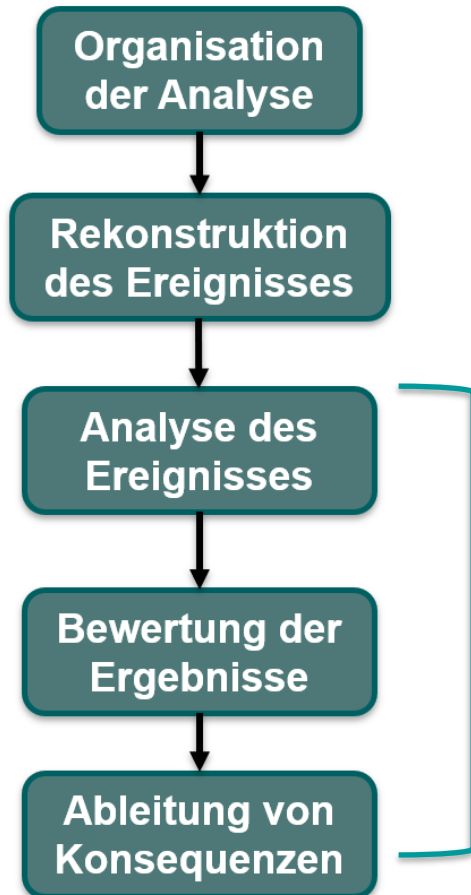 Organisation
der Analyse
Rekonstruktion
des Ereignisses
Analyse des
Ereignisses
Bewertung der
Ergebnisse
Ableitung von
Konsequenzen